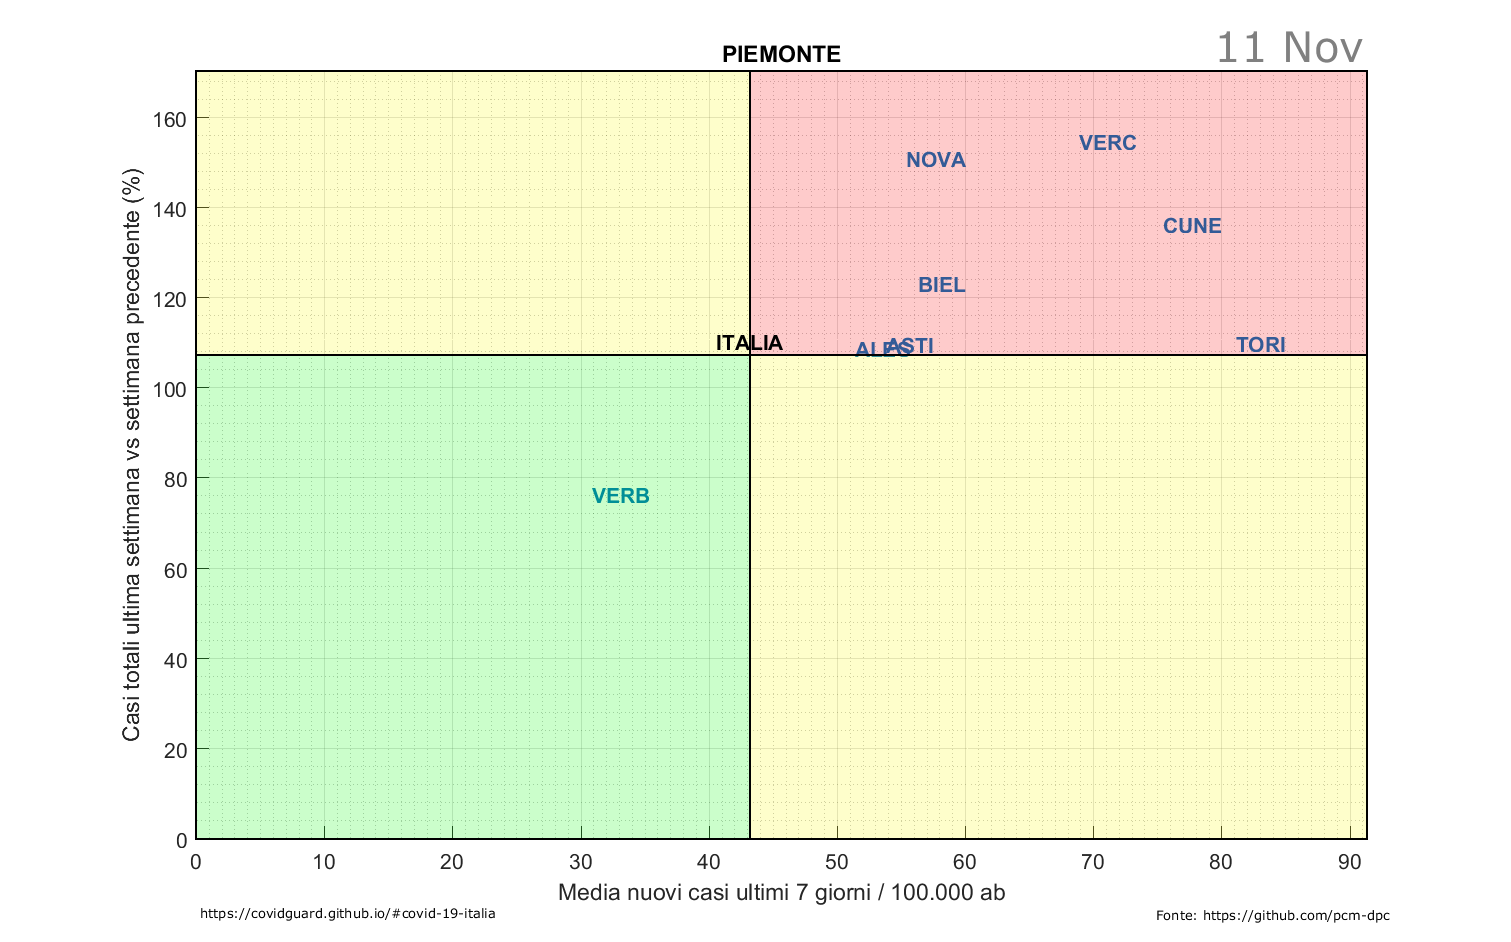 11 Nov
PIEMONTE
Casi totali ultima settimana vs settimana precedente (%)
160
140
120
100
80
60
40
20
0
VERC
NOVA
CUNE
BIEL
ITALIA
ALES
ASTI
TORI
VERB
0 10 20 30 40 50 60 70 80 90
Media nuovi casi ultimi 7 giorni / 100.000 ab
https://covidguard.github.io/#covid-19-italia
Fonte: https://github.com/pcm-dpc